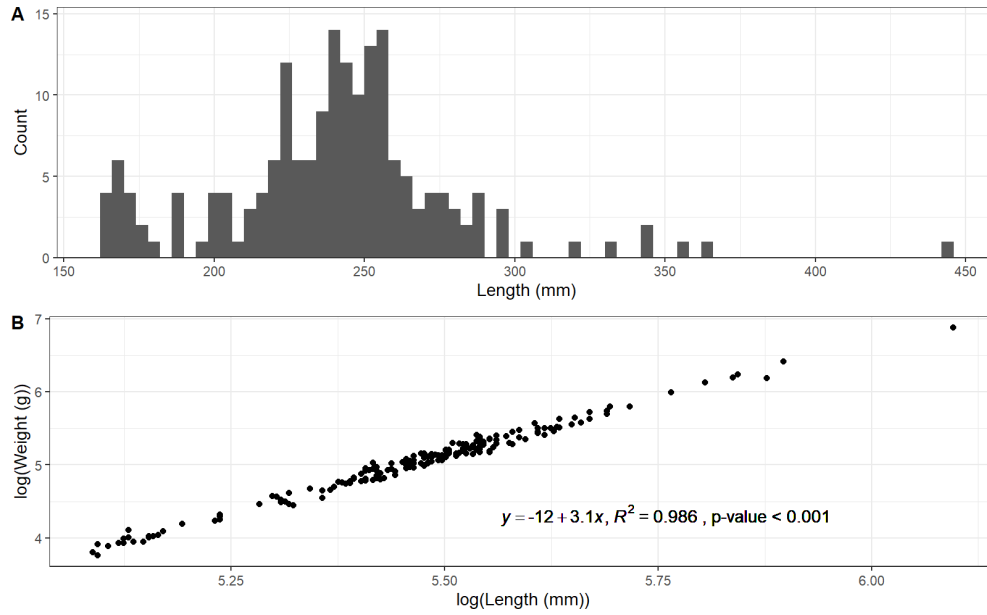 A
15
10
5
0
Count
150 200 250 300 350 400 450
Length (mm)
B
7
6
5
4
log(Weight (g))
y = -12 + 3.1x, R² = 0.986 , p-value < 0.001
5.25 5.50 5.75 6.00
log(Length (mm))